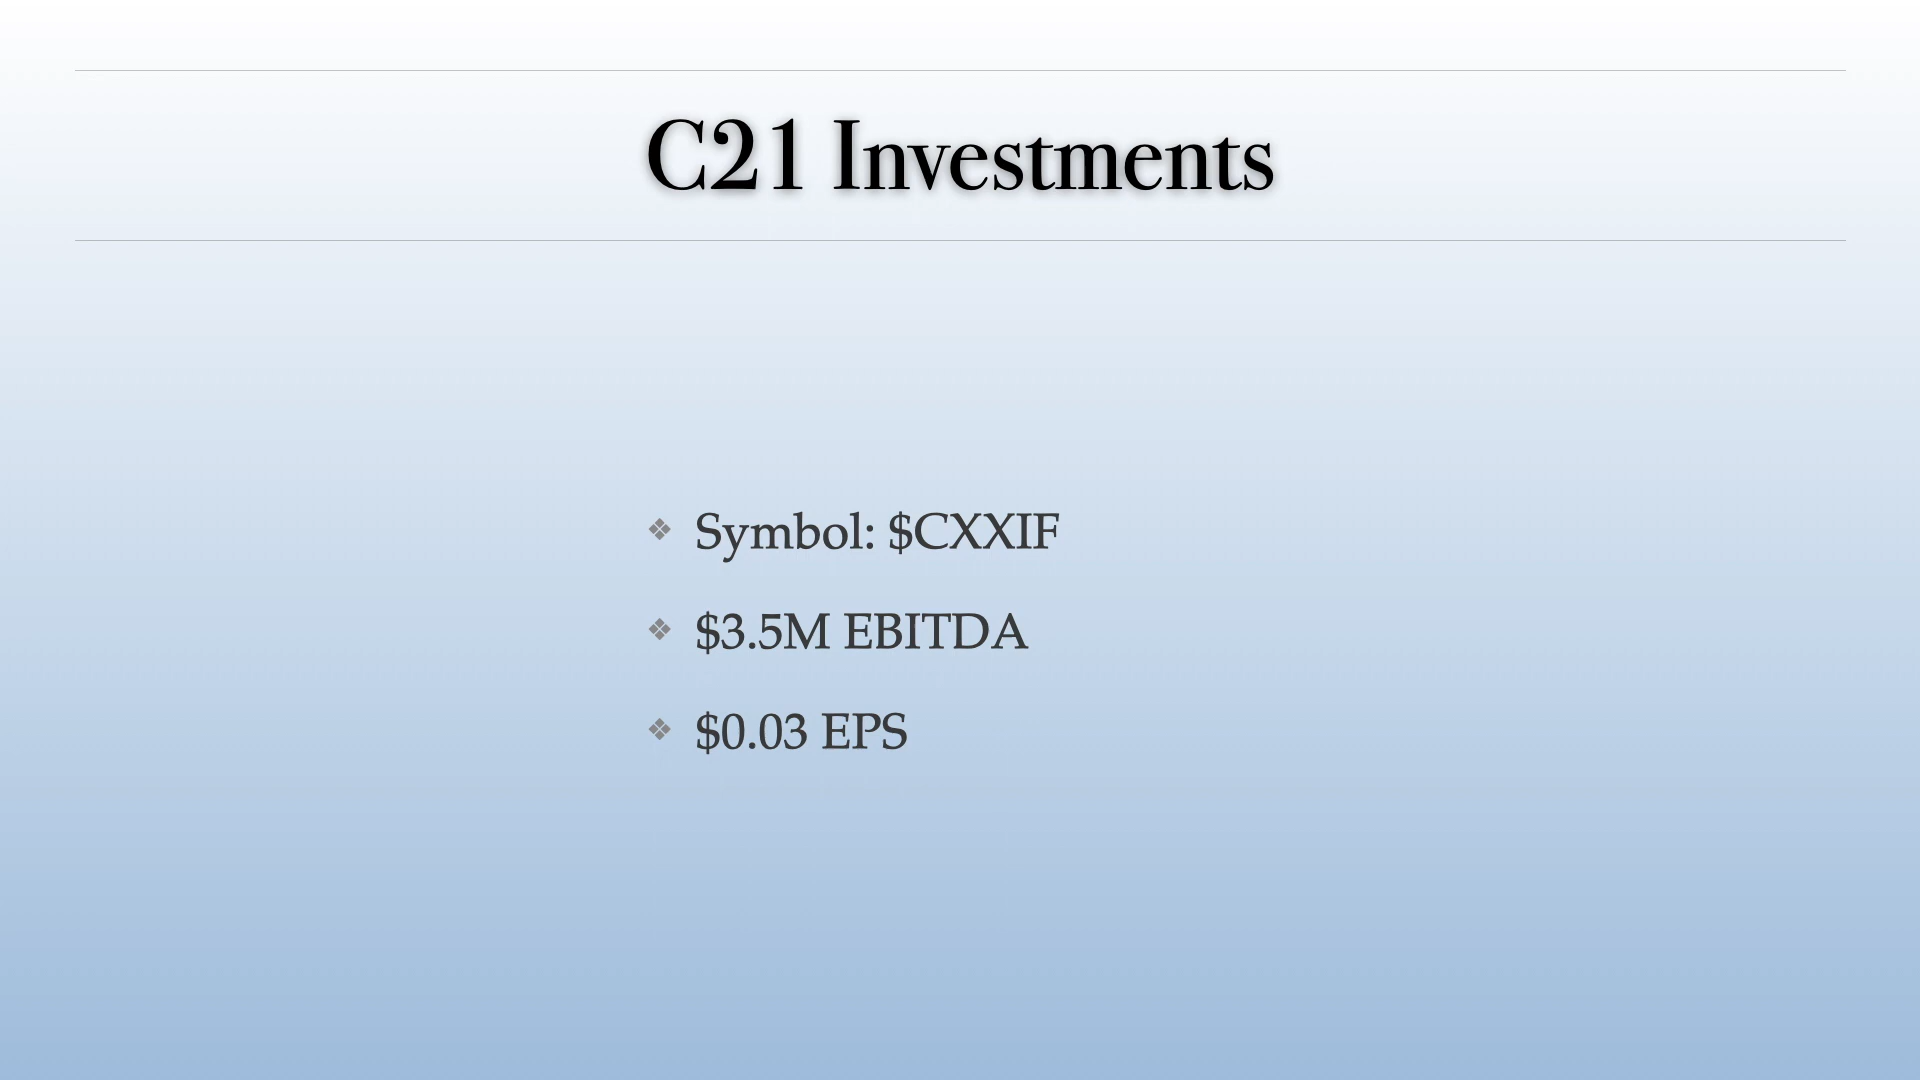 C21 Investments
❖ Symbol: $CXXIF
❖ $3.5M EBITDA
❖ $0.03 EPS